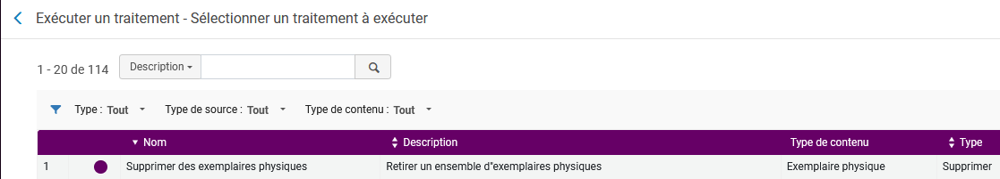 Exécuter un traitement - Sélectionner un traitement à exécuter
1 - 20 de 114 Description
Type : Tout Type de source : Tout Type de contenu : Tout
Nom Description Type de contenu Type
1 Supprimer des exemplaires physiques Retirer un ensemble d"exemplaires physiques Exemplaire physique Supprimer